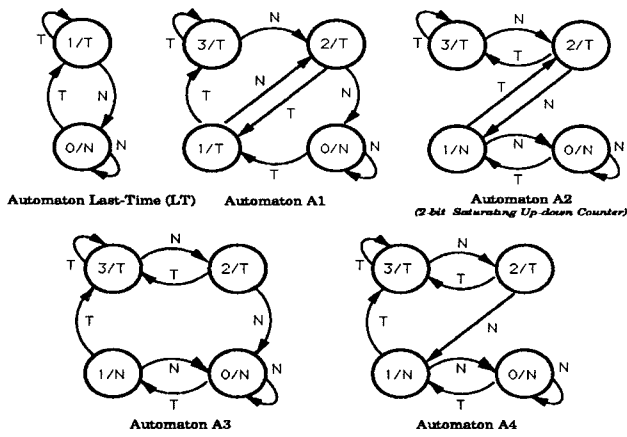 1/T
T
T
N
0/N
N
Automaton Last-Time (LT)
3/T
T
N
2/T
T
N
T
N
1/T
T
0/N
N
Automaton A1
3/T
T
N
T
2/T
T
N
1/N
N
T
0/N
N
Automaton A2
(2-bit Saturating Up-down Counter)
3/T
T
N
T
2/T
T
N
1/N
N
T
0/N
N
Automaton A3
3/T
T
N
T
2/T
T
N
1/N
N
T
0/N
N
Automaton A4